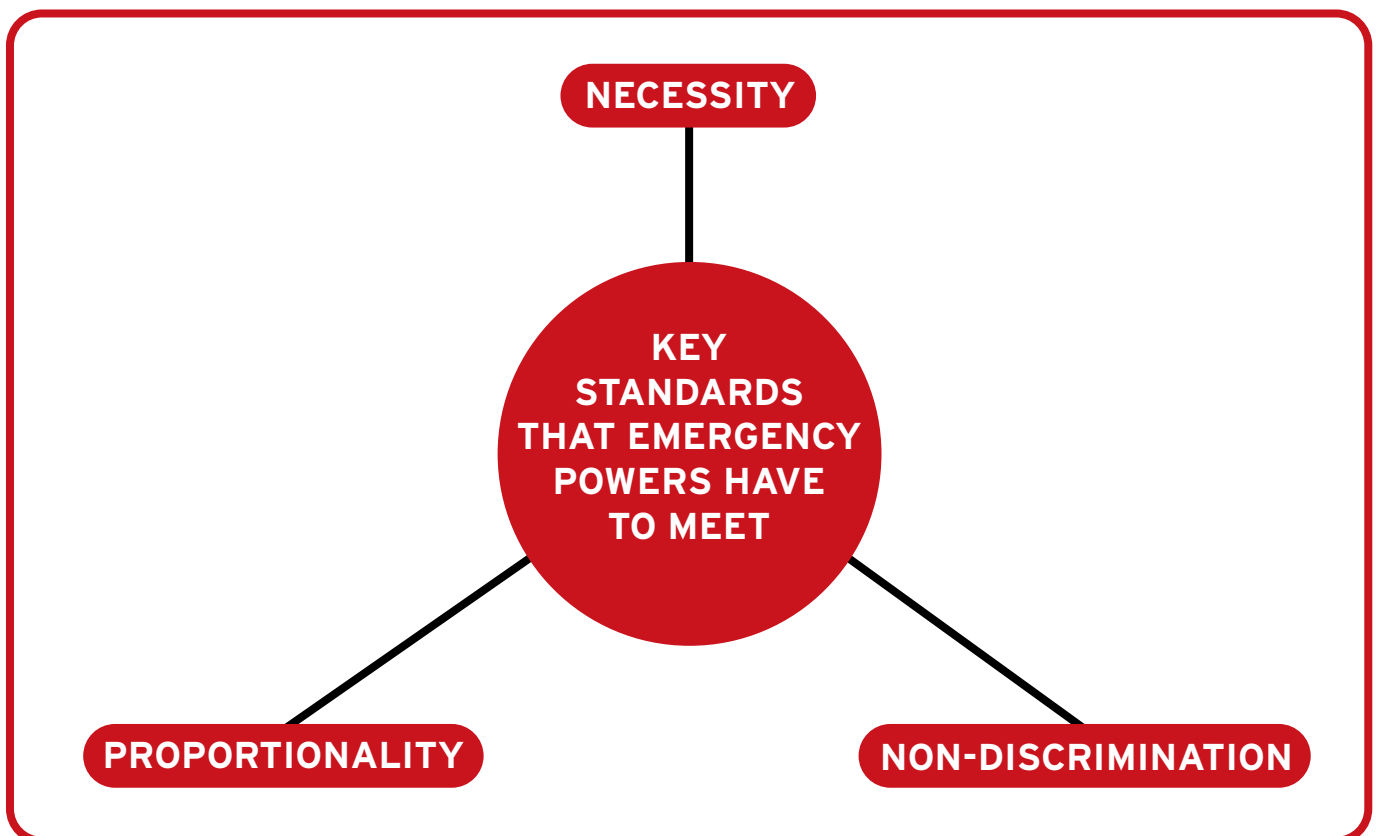 NECESSITY
KEY
STANDARDS
THAT EMERGENCY
POWERS HAVE
TO MEET
PROPORTIONALITY
NON-DISCRIMINATION